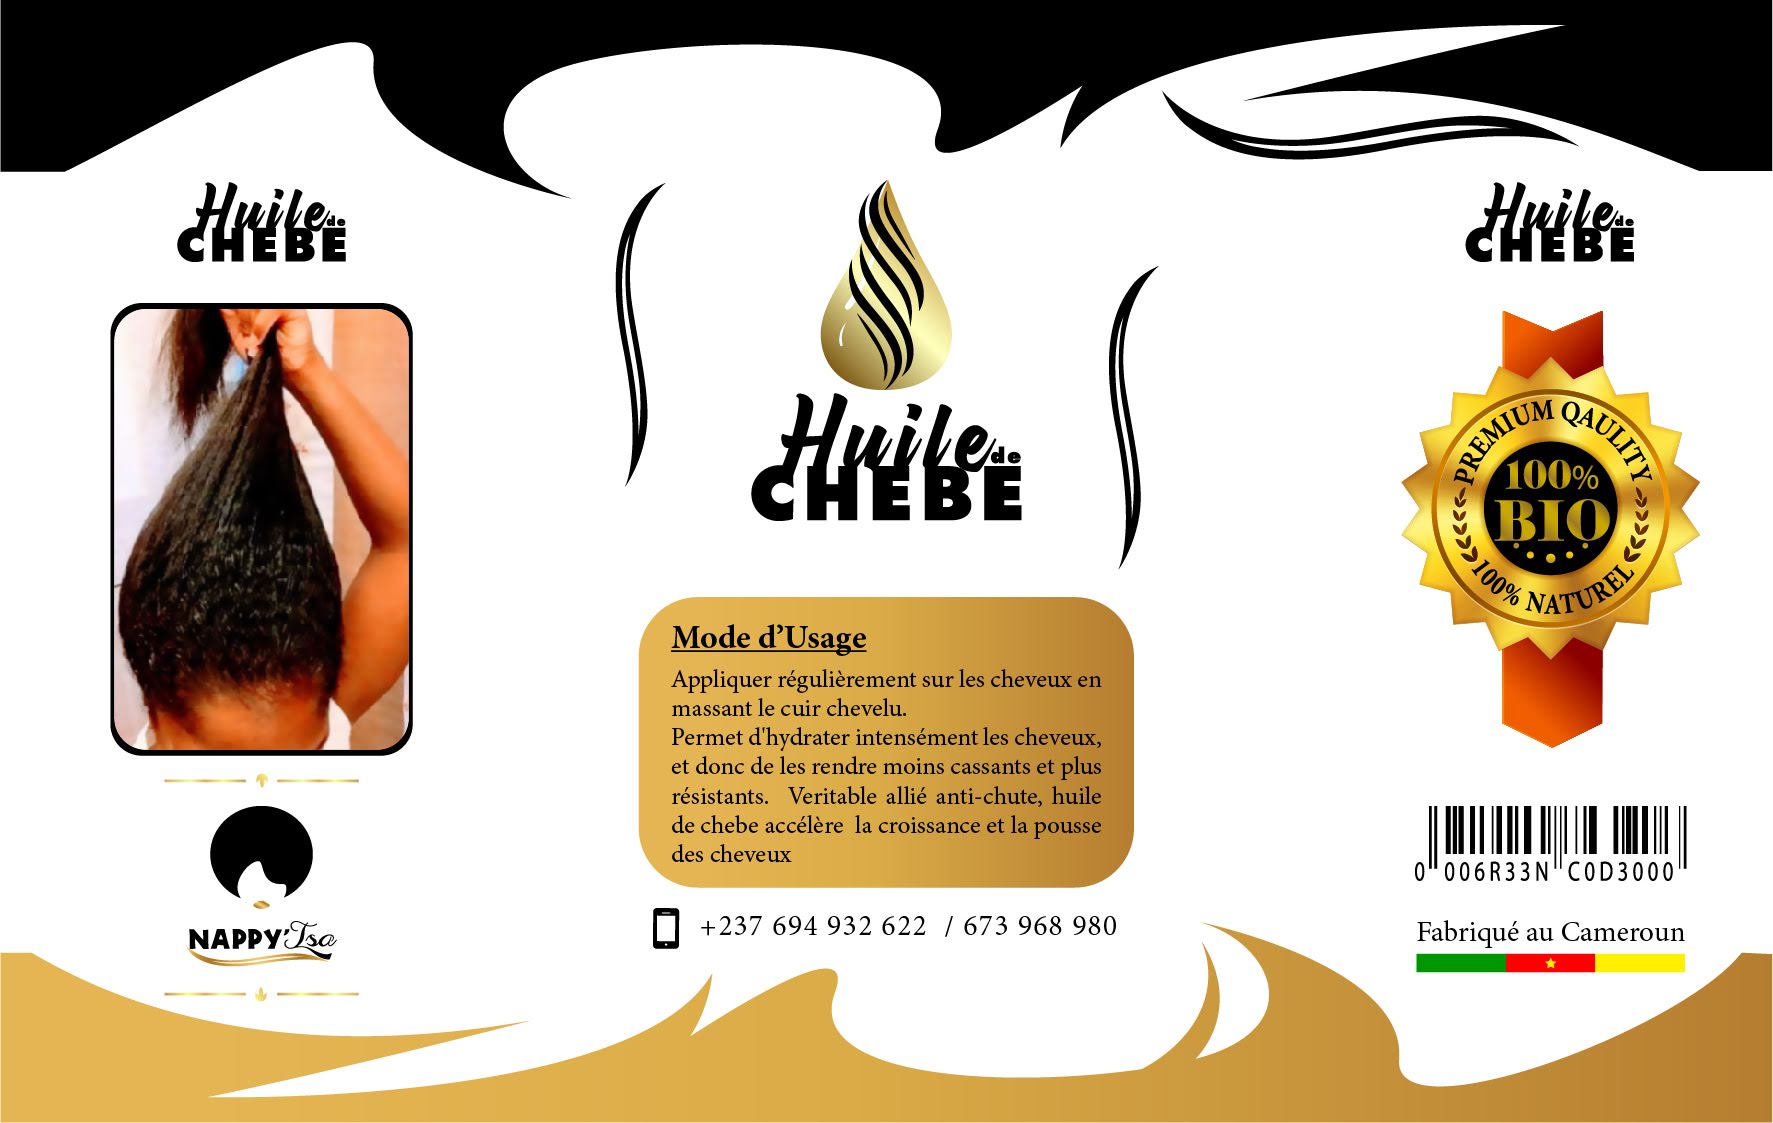 Huile de
CHEBE
NAPPY'Isa
Huile de
CHEBE
Mode d'Usage
Appliquer régulièrement sur les cheveux en
massant le cuir chevelu.
Permet d'hydrater intensément les cheveux,
et donc de les rendre moins cassants et plus
résistants. Veritable allié anti-chute, huile
de chebe accélère la croissance et la pousse
des cheveux
+237 694 932 622 / 673 968 980
Huile de
CHEBE
PREMIUM QAULITY
100%
BIO
100% NATUREL
0 006R33N C0D3000
Fabriqué au Cameroun